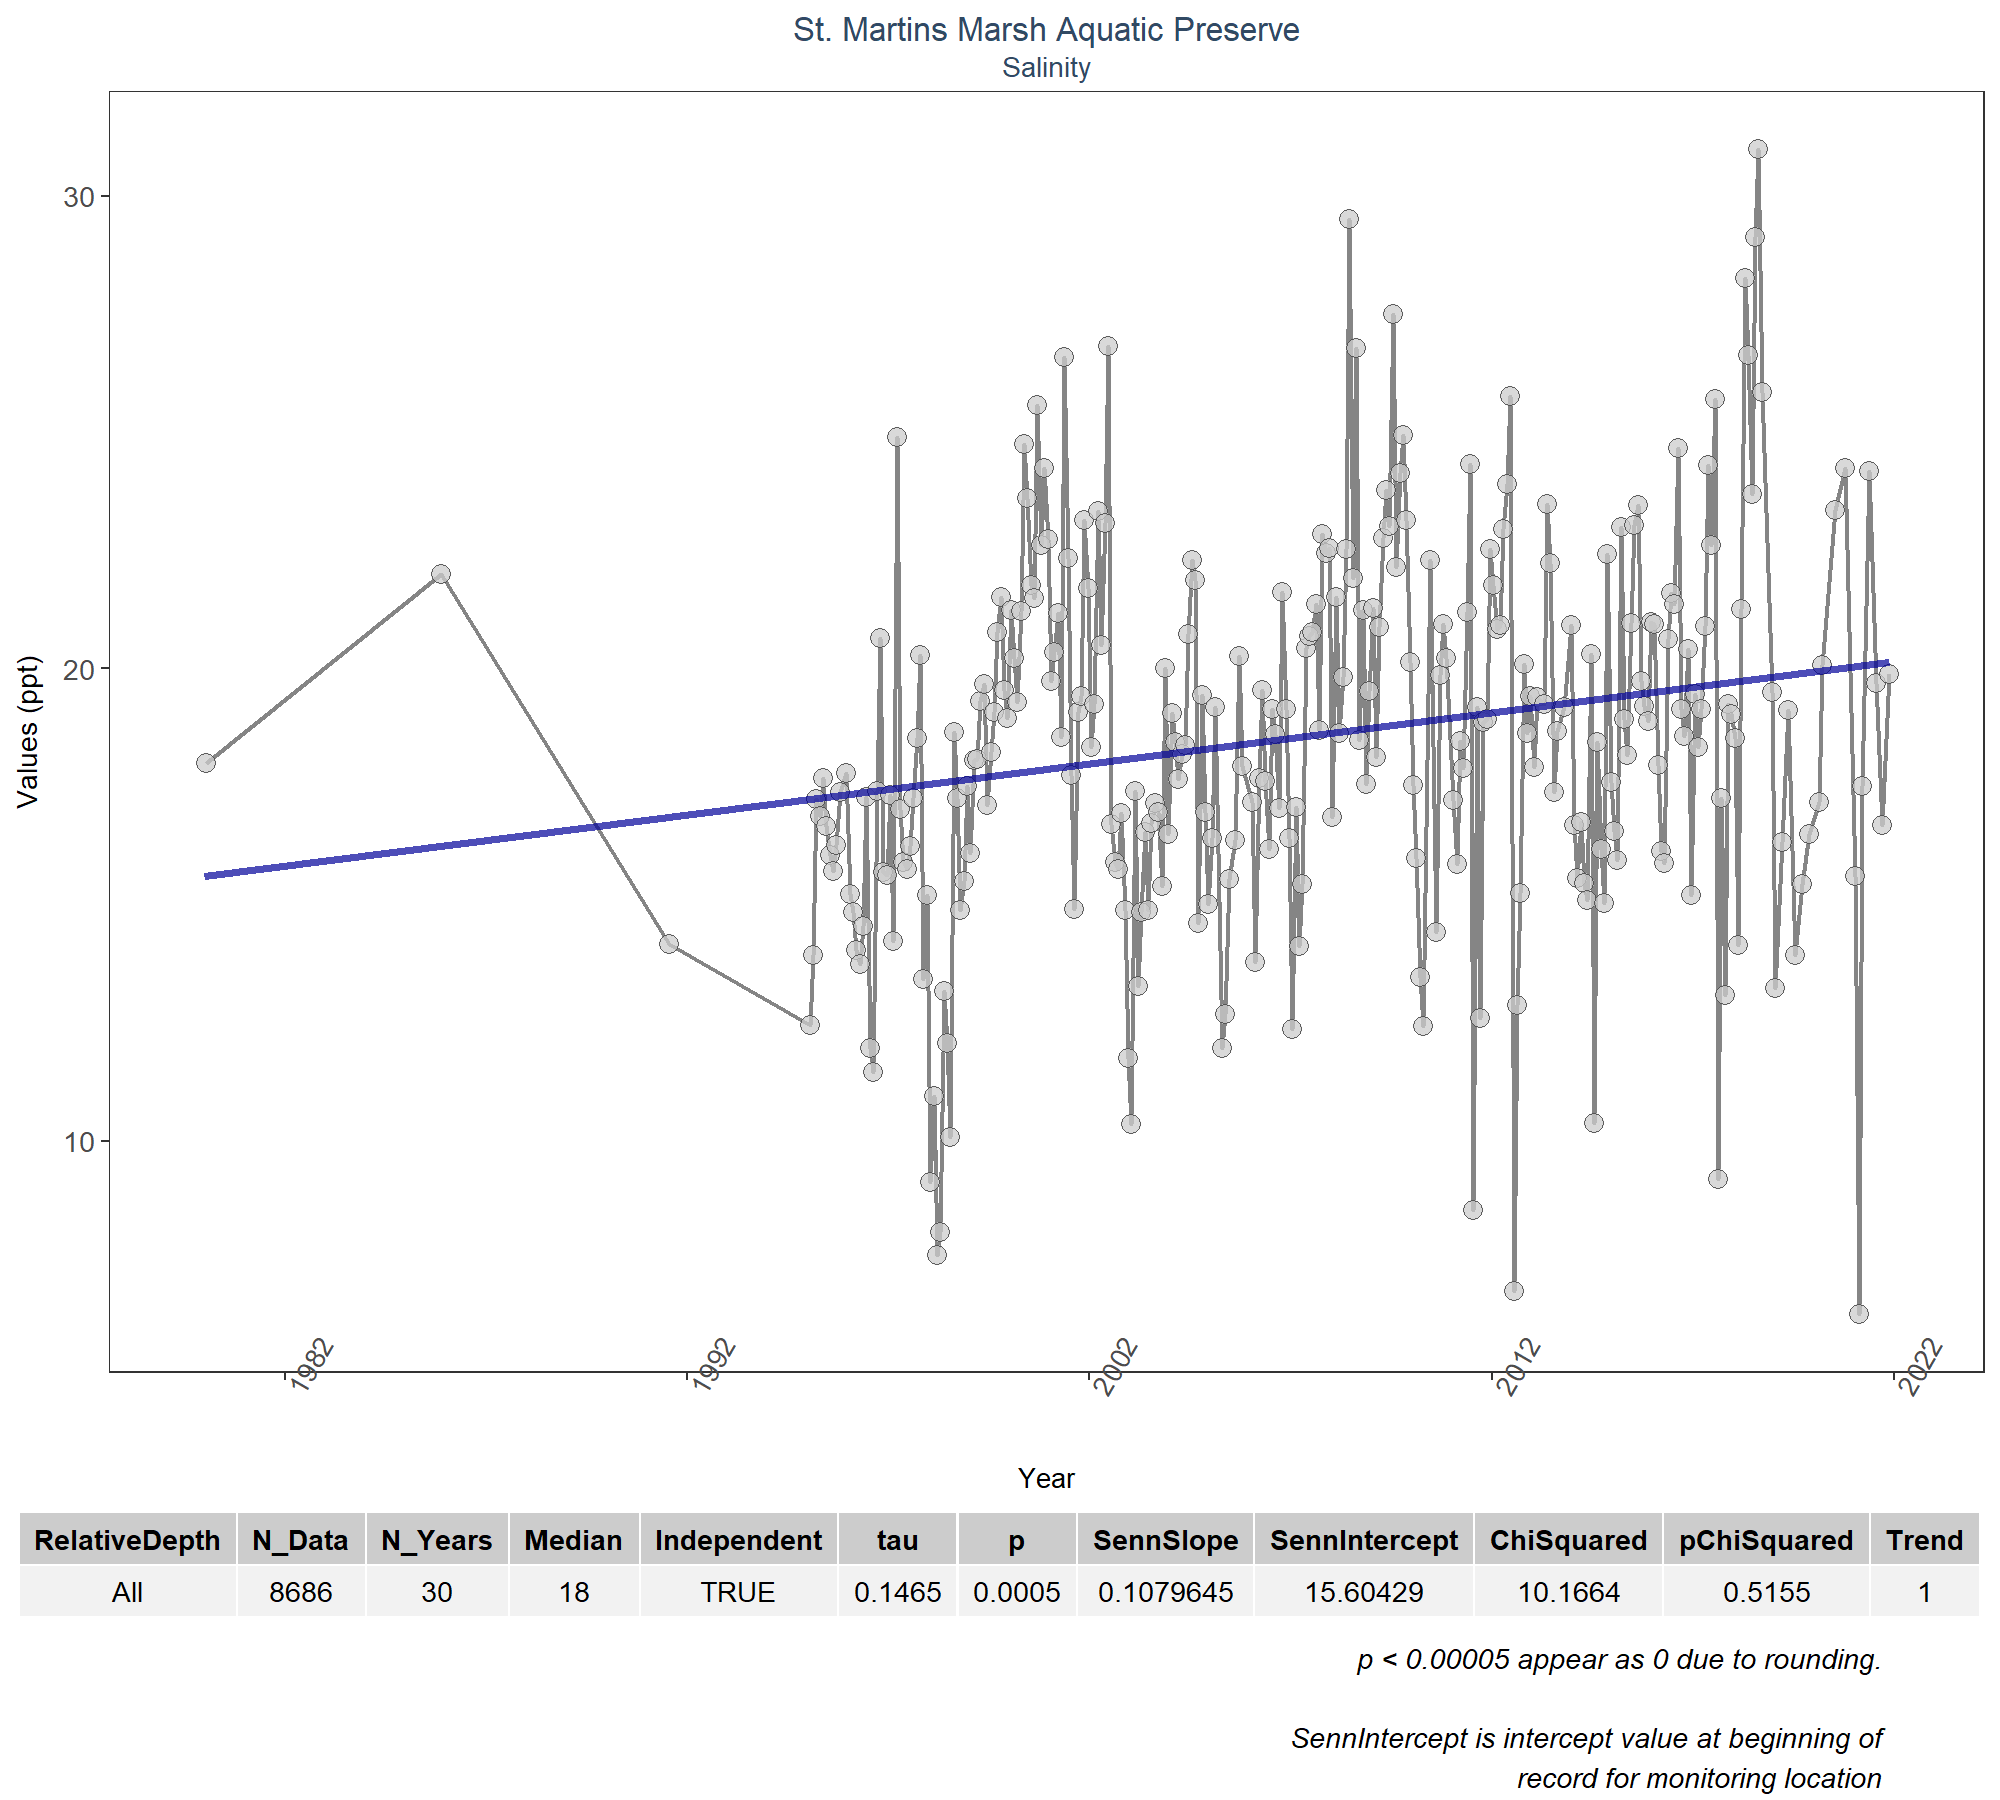 St. Martins Marsh Aquatic Preserve
Salinity
Values (ppt)
30
20
10
1982
1992
2002
2012
2022
Year
RelativeDepth N_Data N_Years Median Independent tau p SennSlope SennIntercept ChiSquared pChiSquared Trend
All 8686 30 18 TRUE 0.1465 0.0005 0.1079645 15.60429 10.1664 0.5155 1
p < 0.00005 appear as 0 due to rounding.
SennIntercept is intercept value at beginning of
record for monitoring location